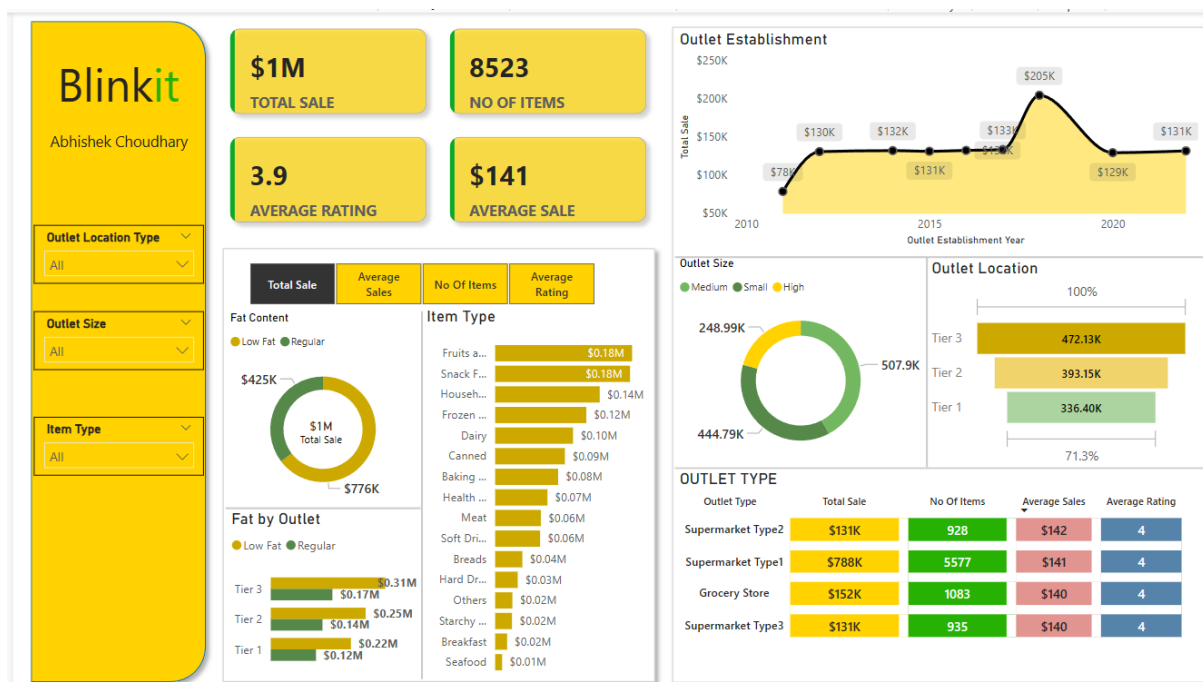 Blinkit
Abhishek Choudhary
Outlet Location Type
All
Outlet Size
All
Item Type
All
$1M
TOTAL SALE
8523
NO OF ITEMS
3.9
AVERAGE RATING
$141
AVERAGE SALE
Total Sale
Average Sales
No Of Items
Average Rating
Fat Content
Low Fat Regular
$425K
$1M
Total Sale
$776K
Fat by Outlet
Low Fat Regular
Tier 3 $0.31M
$0.17M
Tier 2 $0.25M
$0.14M
Tier 1 $0.22M
$0.12M
Item Type
Fruits a... $0.18M
Snack F... $0.18M
Househ... $0.14M
Frozen ... $0.12M
Dairy $0.10M
Canned $0.09M
Baking ... $0.08M
Health ... $0.07M
Meat $0.06M
Soft Dri... $0.06M
Breads $0.04M
Hard Dr... $0.03M
Others $0.02M
Starchy ... $0.02M
Breakfast $0.02M
Seafood $0.01M
Outlet Establishment
Total Sale
$250K
$200K
$150K
$100K
$50K
$78K
$130K
$132K
$131K
$133K
$205K
$129K
$131K
2010 2015 2020
Outlet Establishment Year
Outlet Size
Medium Small High
248.99K
507.9K
444.79K
Outlet Location
100%
Tier 3 472.13K
Tier 2 393.15K
Tier 1 336.40K
71.3%
OUTLET TYPE
Outlet Type Total Sale No Of Items Average Sales Average Rating
Supermarket Type2 $131K 928 $142 4
Supermarket Type1 $788K 5577 $141 4
Grocery Store $152K 1083 $140 4
Supermarket Type3 $131K 935 $140 4